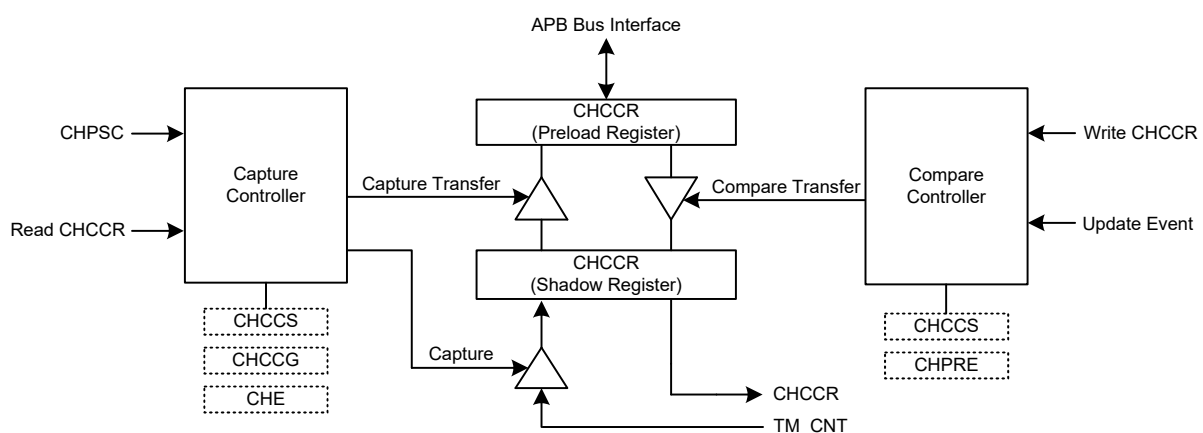 APB Bus Interface
CHCCR
(Preload Register)
CHPSC
Read CHCCR
Capture
Controller
Capture Transfer
Compare Transfer
Compare
Controller
Write CHCCR
Update Event
CHCCR
(Shadow Register)
CHCCS
CHCCG
CHE
Capture
CHCCS
CHPRE
CHCCR
TM_CNT